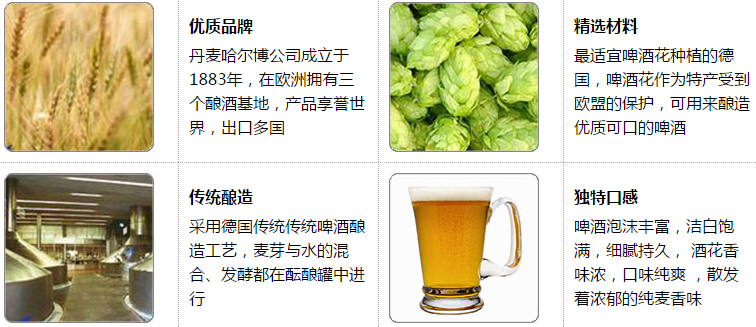 优质品牌
丹麦哈尔博公司成立于
1883年，在欧洲拥有三
个酿酒基地，产品享誉世
界，出口多国
精选材料
最适宜啤酒花种植的德
国，啤酒花作为特产受到
欧盟的保护，可用来酿造
优质可口的啤酒
传统酿造
采用德国传统传统啤酒酿
造工艺，麦芽与水的混
合、发酵都在酝酿罐中进
行
独特口感
啤酒泡沫丰富，洁白饱
满，细腻持久， 酒花香
味浓，口味纯爽 ，散发
着浓郁的纯麦香味